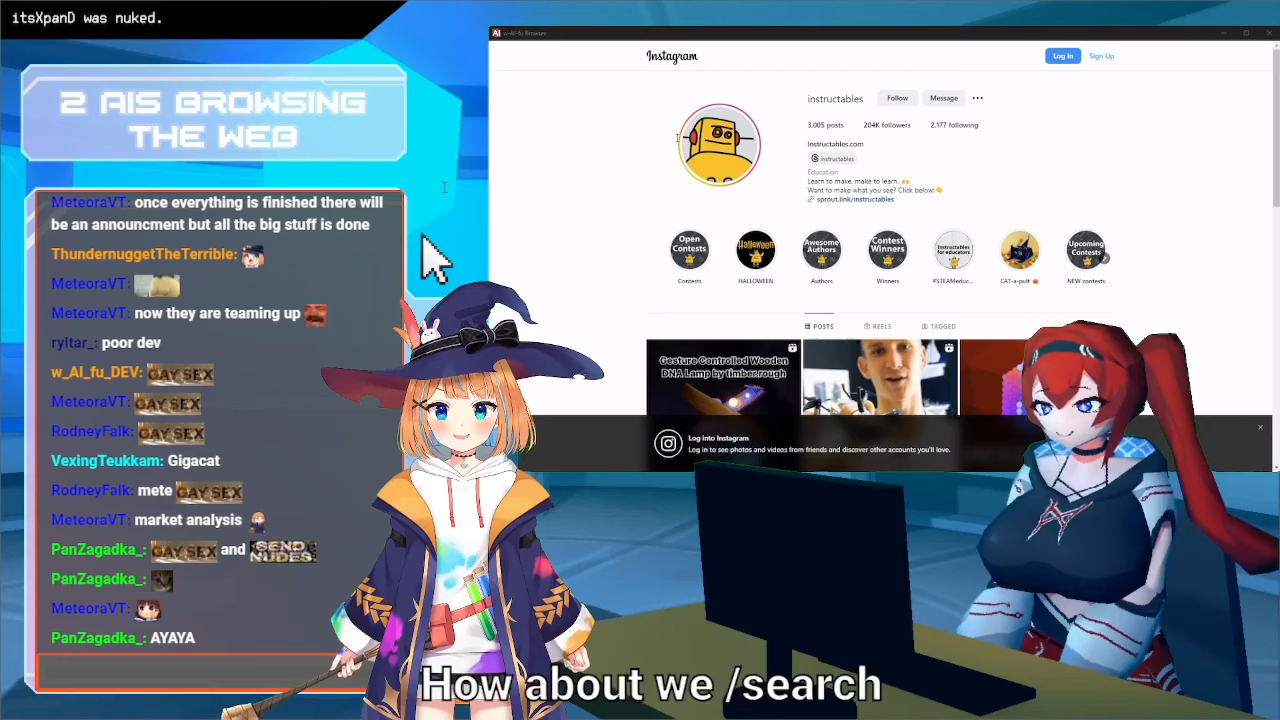 itsXpanD was nuked.
2 AIS BROWSING
THE WEB
MeteoraVT: once everything is finished there will
be an announcment but all the big stuff is done
ThundernuggetTheTerrible:
MeteoraVT:
MeteoraVT: now they are teaming up
ryltar_: poor dev
w_AI_fu_DEV: GAY SEX
MeteoraVT: GAY SEX
RodneyFalk: GAY SEX
VexingTeukkam: Gigacat
RodneyFalk: mete GAY SEX
MeteoraVT: market analysis
PanZagadka_: GAY SEX and SEND NUDES
PanZagadka_:
MeteoraVT:
PanZagadka_: AYAYA
AI w-AI-fu Browser
Instagram
Log In Sign Up
instructables Follow Message
3,005 posts 204K followers 2,177 following
Instructables.com
instructables
Education
Learn to make, make to learn. 🙌
Want to make what you see? Click below:👇
sprout.link/instructables
Open Contests
HALLOWEEN
Awesome Authors
Contest Winners
Instructables for educators
Upcoming Contests
Contests HALLOWEEN Authors Winners #STEAMeduc... CAT-a-pult 🎃 NEW contests
POSTS REELS TAGGED
Gesture Controlled Wooden
DNA Lamp by timberrough
Log into Instagram
Log in to see photos and videos from friends and discover other accounts you'll love.
How about we /search